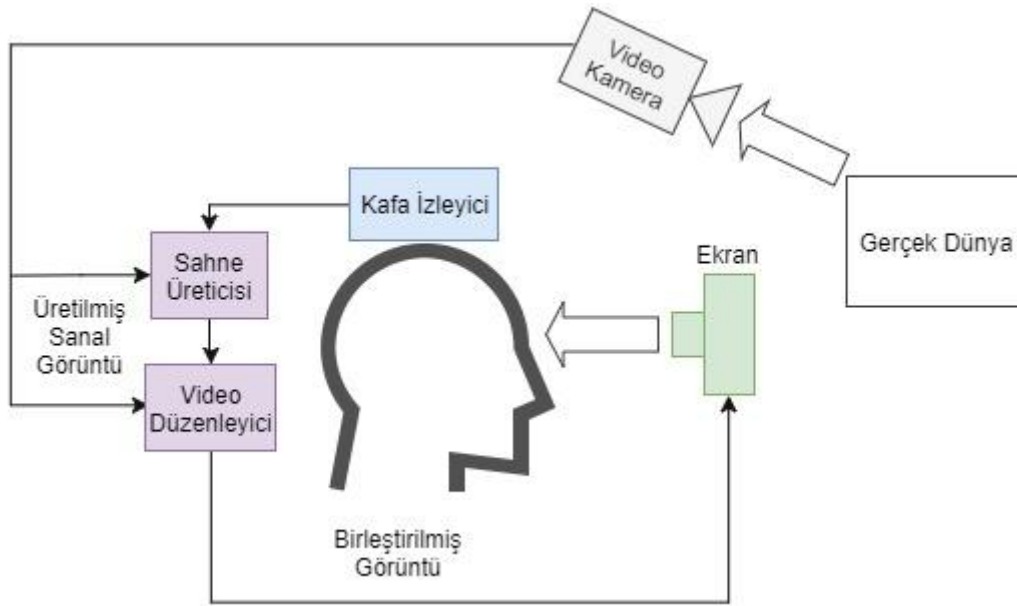 Video
Kamera
Kafa İzleyici
Gerçek Dünya
Sahne
Üreticisi
Ekran
Üretilmiş
Sanal
Görüntü
Video
Düzenleyici
Birleştirilmiş
Görüntü